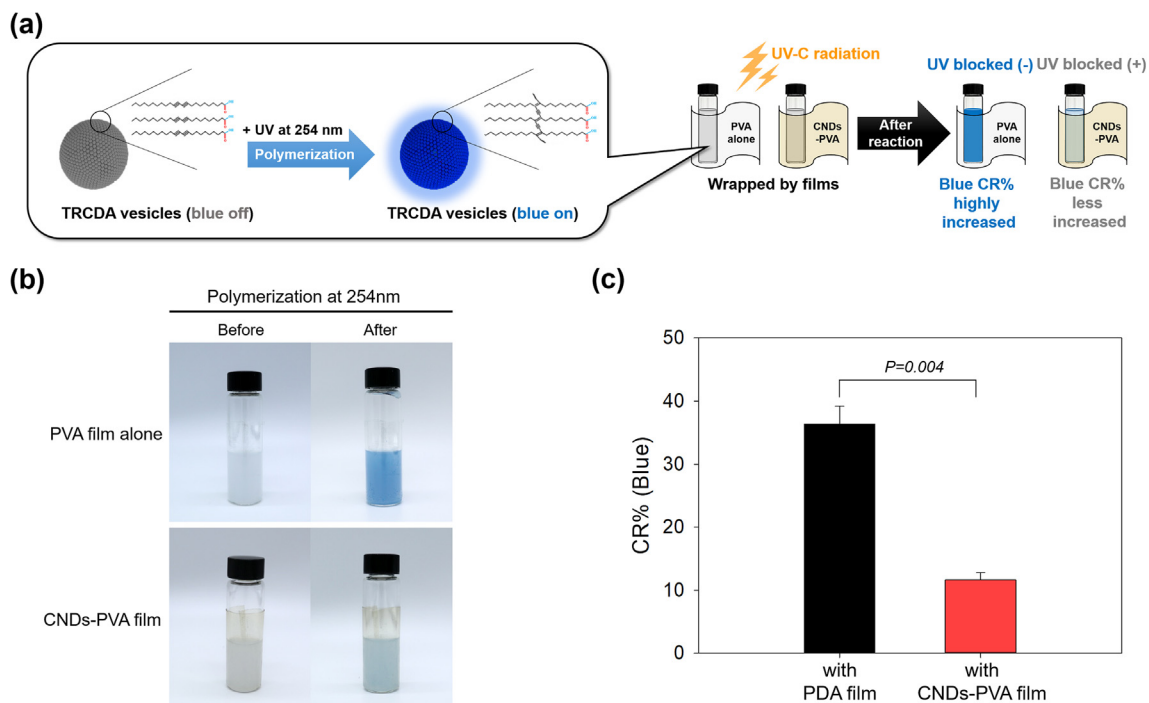 (a)
+ UV at 254 nm
Polymerization
TRCDA vesicles (blue off)
TRCDA vesicles (blue on)
UV-C radiation
PVA
alone
CNDs
-PVA
Wrapped by films
After
reaction
UV blocked (-)
UV blocked (+)
PVA
alone
CNDs
-PVA
Blue CR%
highly
increased
Blue CR%
less
increased
(b)
Polymerization at 254nm
Before
After
PVA film alone
CNDs-PVA film
(c)
CR% (Blue)
50
40
30
20
10
0
P=0.004
with
PDA film
with
CNDs-PVA film